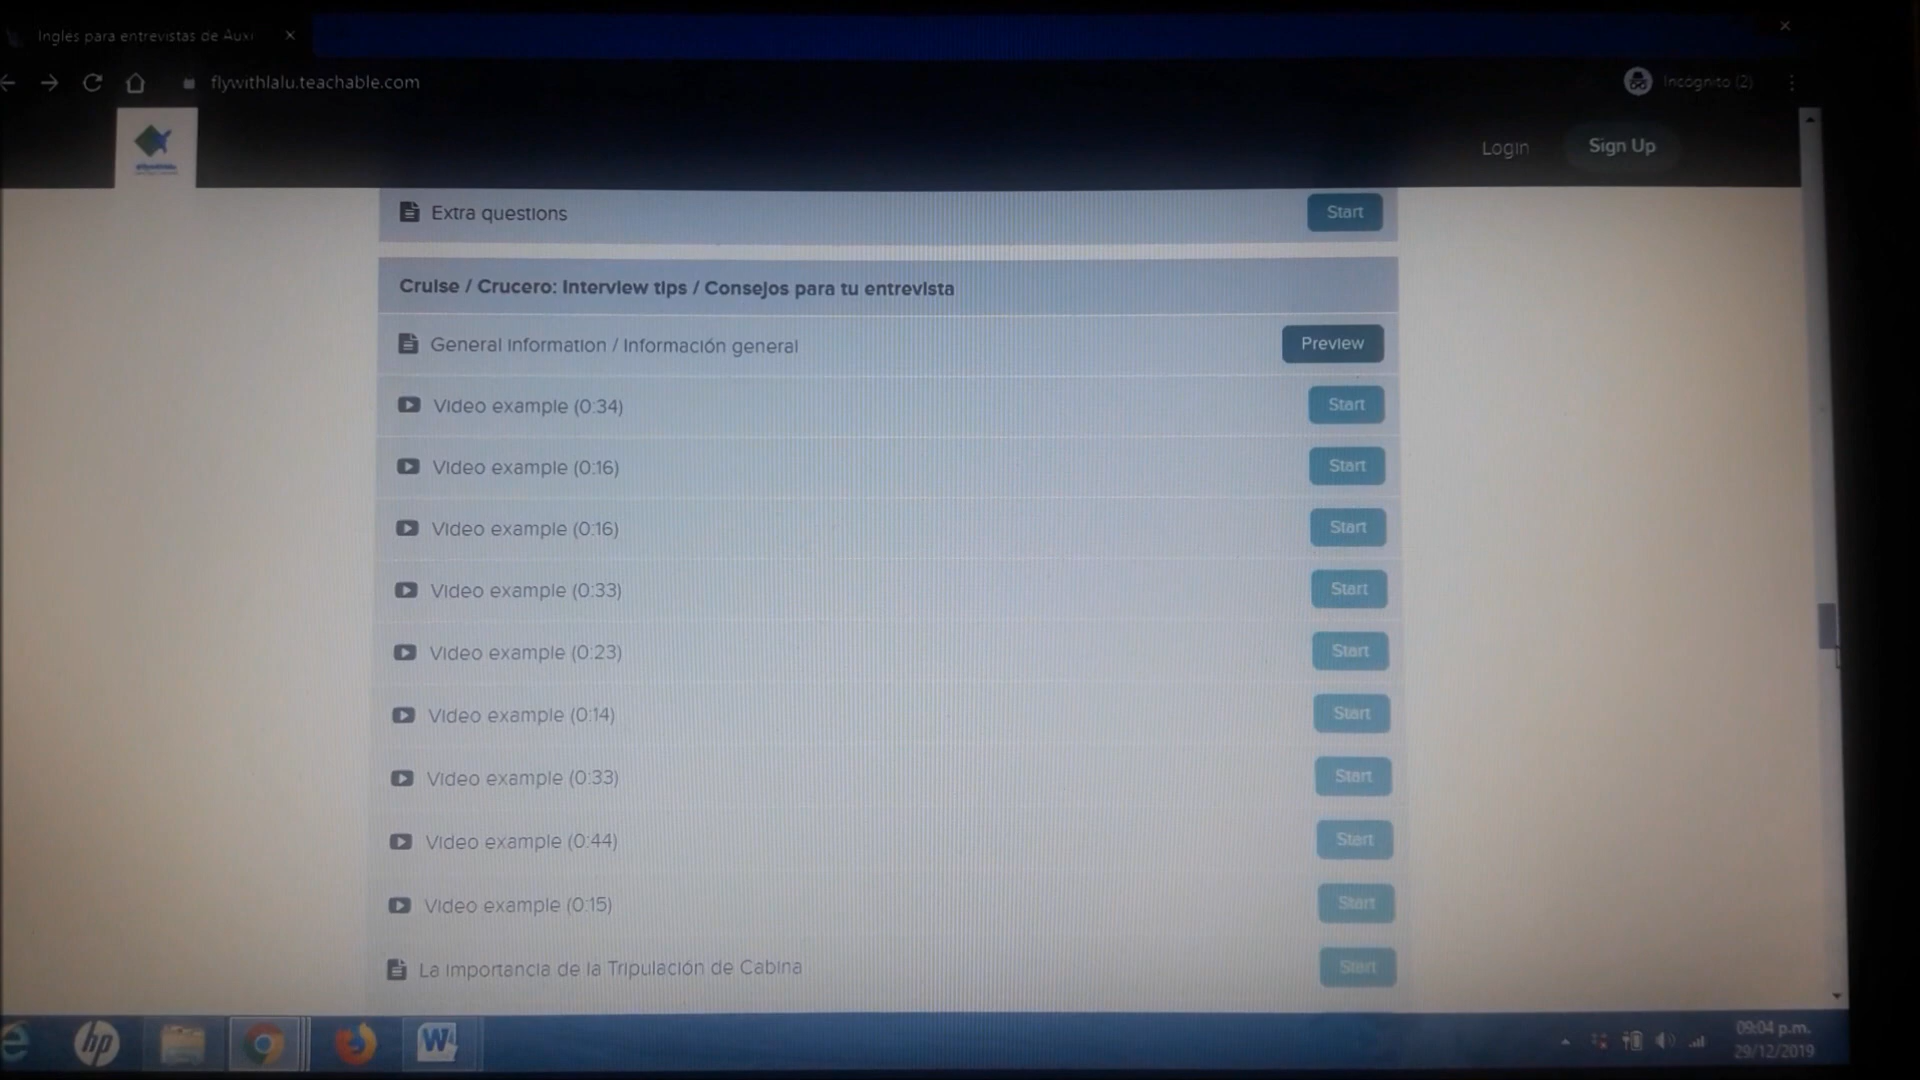 Inglés para entrevistas de Auxi
flywithlalu.teachable.com
Incognito (2)
Login
Sign Up
Extra questions
Start
Cruise / Crucero: Interview tips / Consejos para tu entrevista
General information / Información general
Preview
Video example (0:34)
Start
Video example (0:16)
Start
Video example (0:16)
Start
Video example (0:33)
Start
Video example (0:23)
Start
Video example (0:14)
Start
Video example (0:33)
Start
Video example (0:44)
Start
Video example (0:15)
Start
La importancia de la Tripulación de Cabina
Start
hp
W
09:04 p.m.
29/12/2019